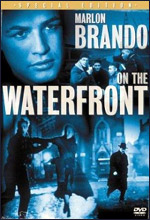 SPECIAL EDITION
MARLON
BRANDO
ON THE
WATERFRONT
DVD